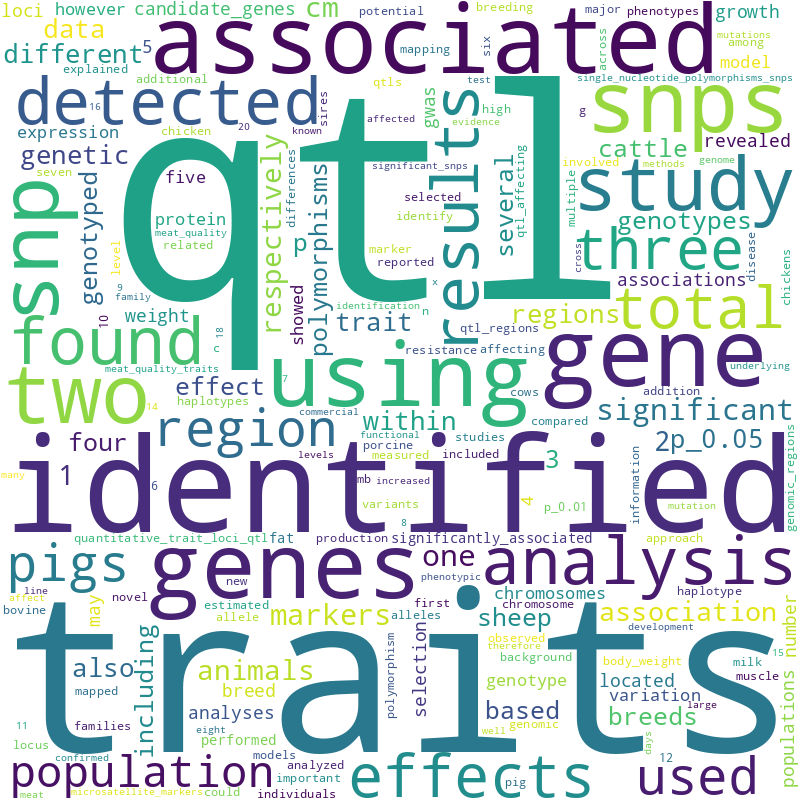 loci
however
candidate_genes
cm
potential
breeding
major
phenotypes
growth
data
associated
mapping
six
across
among
mutations
different
5
model
explained
additional
qtls
test
single_nucleotide_polymorphisms_snps
detected
16
sires
affected
evidence
high
g
snps
gwas
results
expression
chicken
20
known
cattle
revealed
genetic
qtl
differences
significant_snps
several
qtl_affecting
involved
methods
genome
seven
five
selected
multiple
study
snp
genotyped
respectively
polymorphisms
protein
meat_quality
related
p
identify
genotypes
marker
reported
three
disease
chickens
level
9
family
showed
cross
associations
10
weight
identification
x
n
regions
total
found
c
18
trait
qtl_regions
resistance
affecting
underlying
meat_quality_traits
two
14
effect
haplotypes
7
using
cows
compared
gene
addition
commercial
within
significant
region
functional
studies
four
porcine
levels
measured
included
2p_0.05
many
1
6
identified
mb
increased
variants
3
4
p_0.01
8
information
mutation
genomic_regions
quantitative_trait_loci_qtl
fat
production
significantly_associated
approach
pigs
genes
one
analysis
line
new
phenotypic
chromosomes
haplotype
affect
bovine
may
novel
estimated
allele
markers
alleles
first
chromosome
sheep
association
number
traits
observed
therefore
development
also
including
animals
polymorphism
selection
background
body_weight
milk
15
mapped
breed
genotype
located
muscle
variation
populations
11
families
analyses
eight
based
genomic
breeds
large
locus
performed
well
days
confirmed
models
analyzed
12
population
important
effects
pig
used
meat
microsatellite_markers
could
individuals